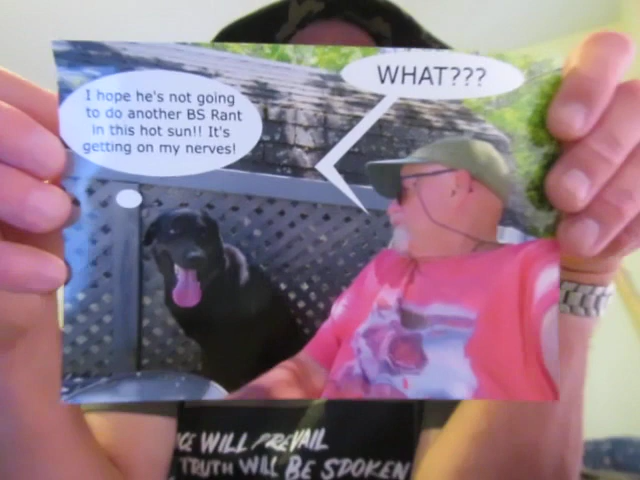 I hope he's not going
to do another BS Rant
in this hot sun!! It's
getting on my nerves!
WHAT???
WILL PREVAIL
TRUTH WILL BE SPOKEN